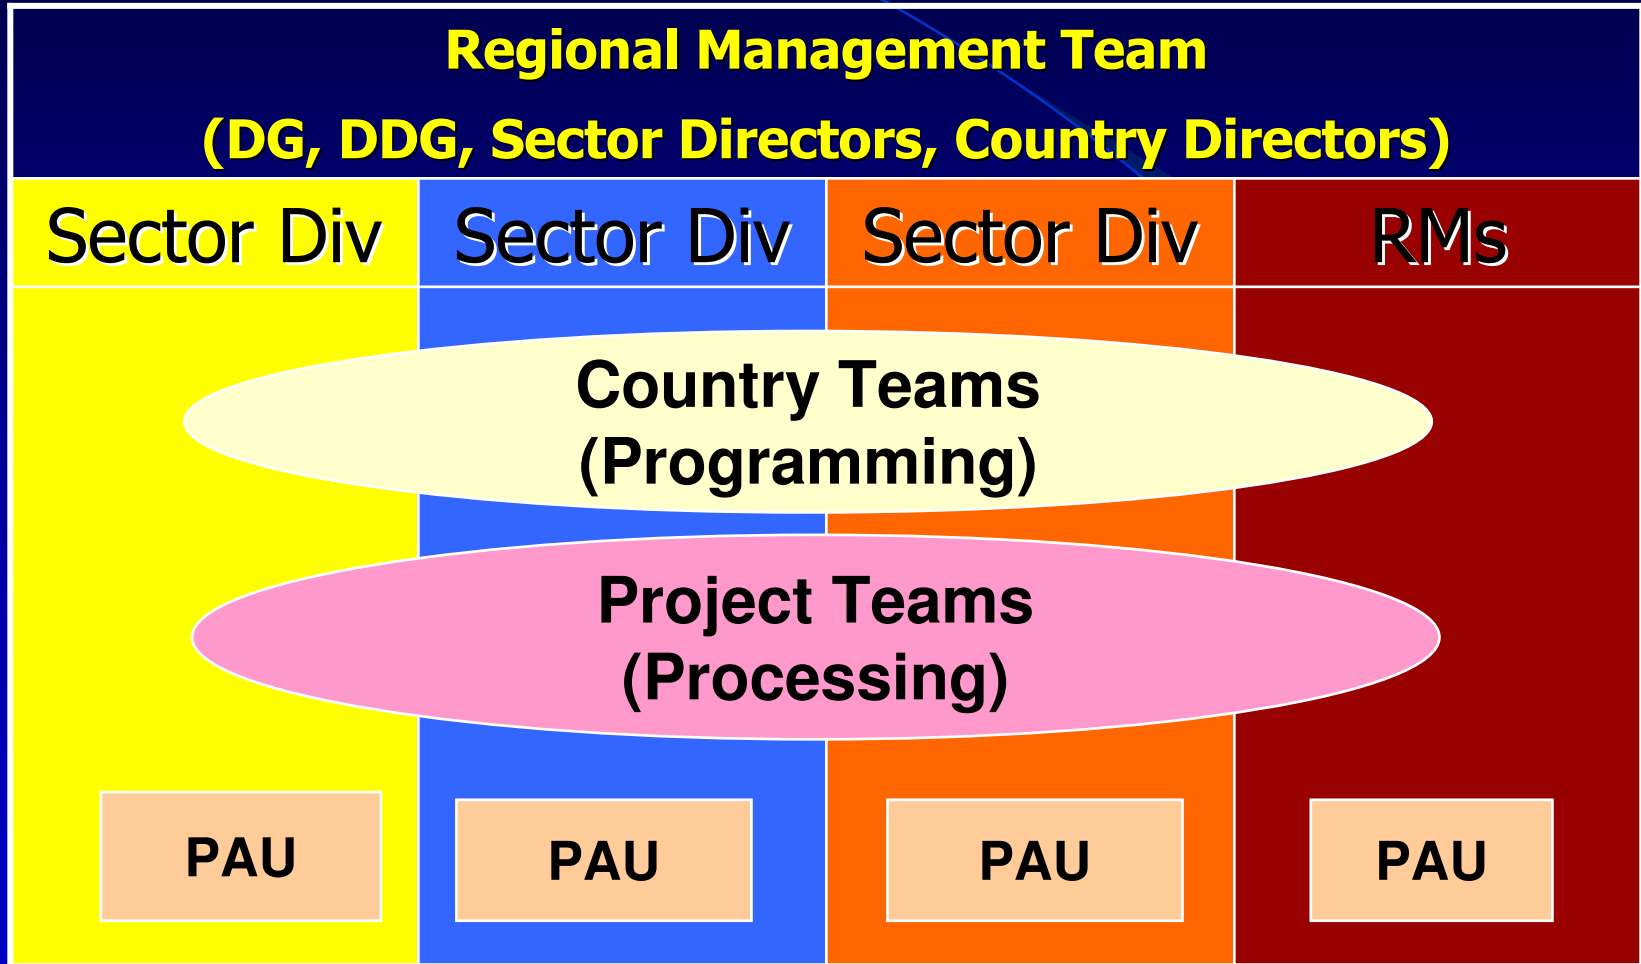 Regional Management Team
(DG, DDG, Sector Directors, Country Directors)
Sector Div Sector Div Sector Div RMs
Country Teams
(Programming)
Project Teams
(Processing)
PAU PAU PAU PAU